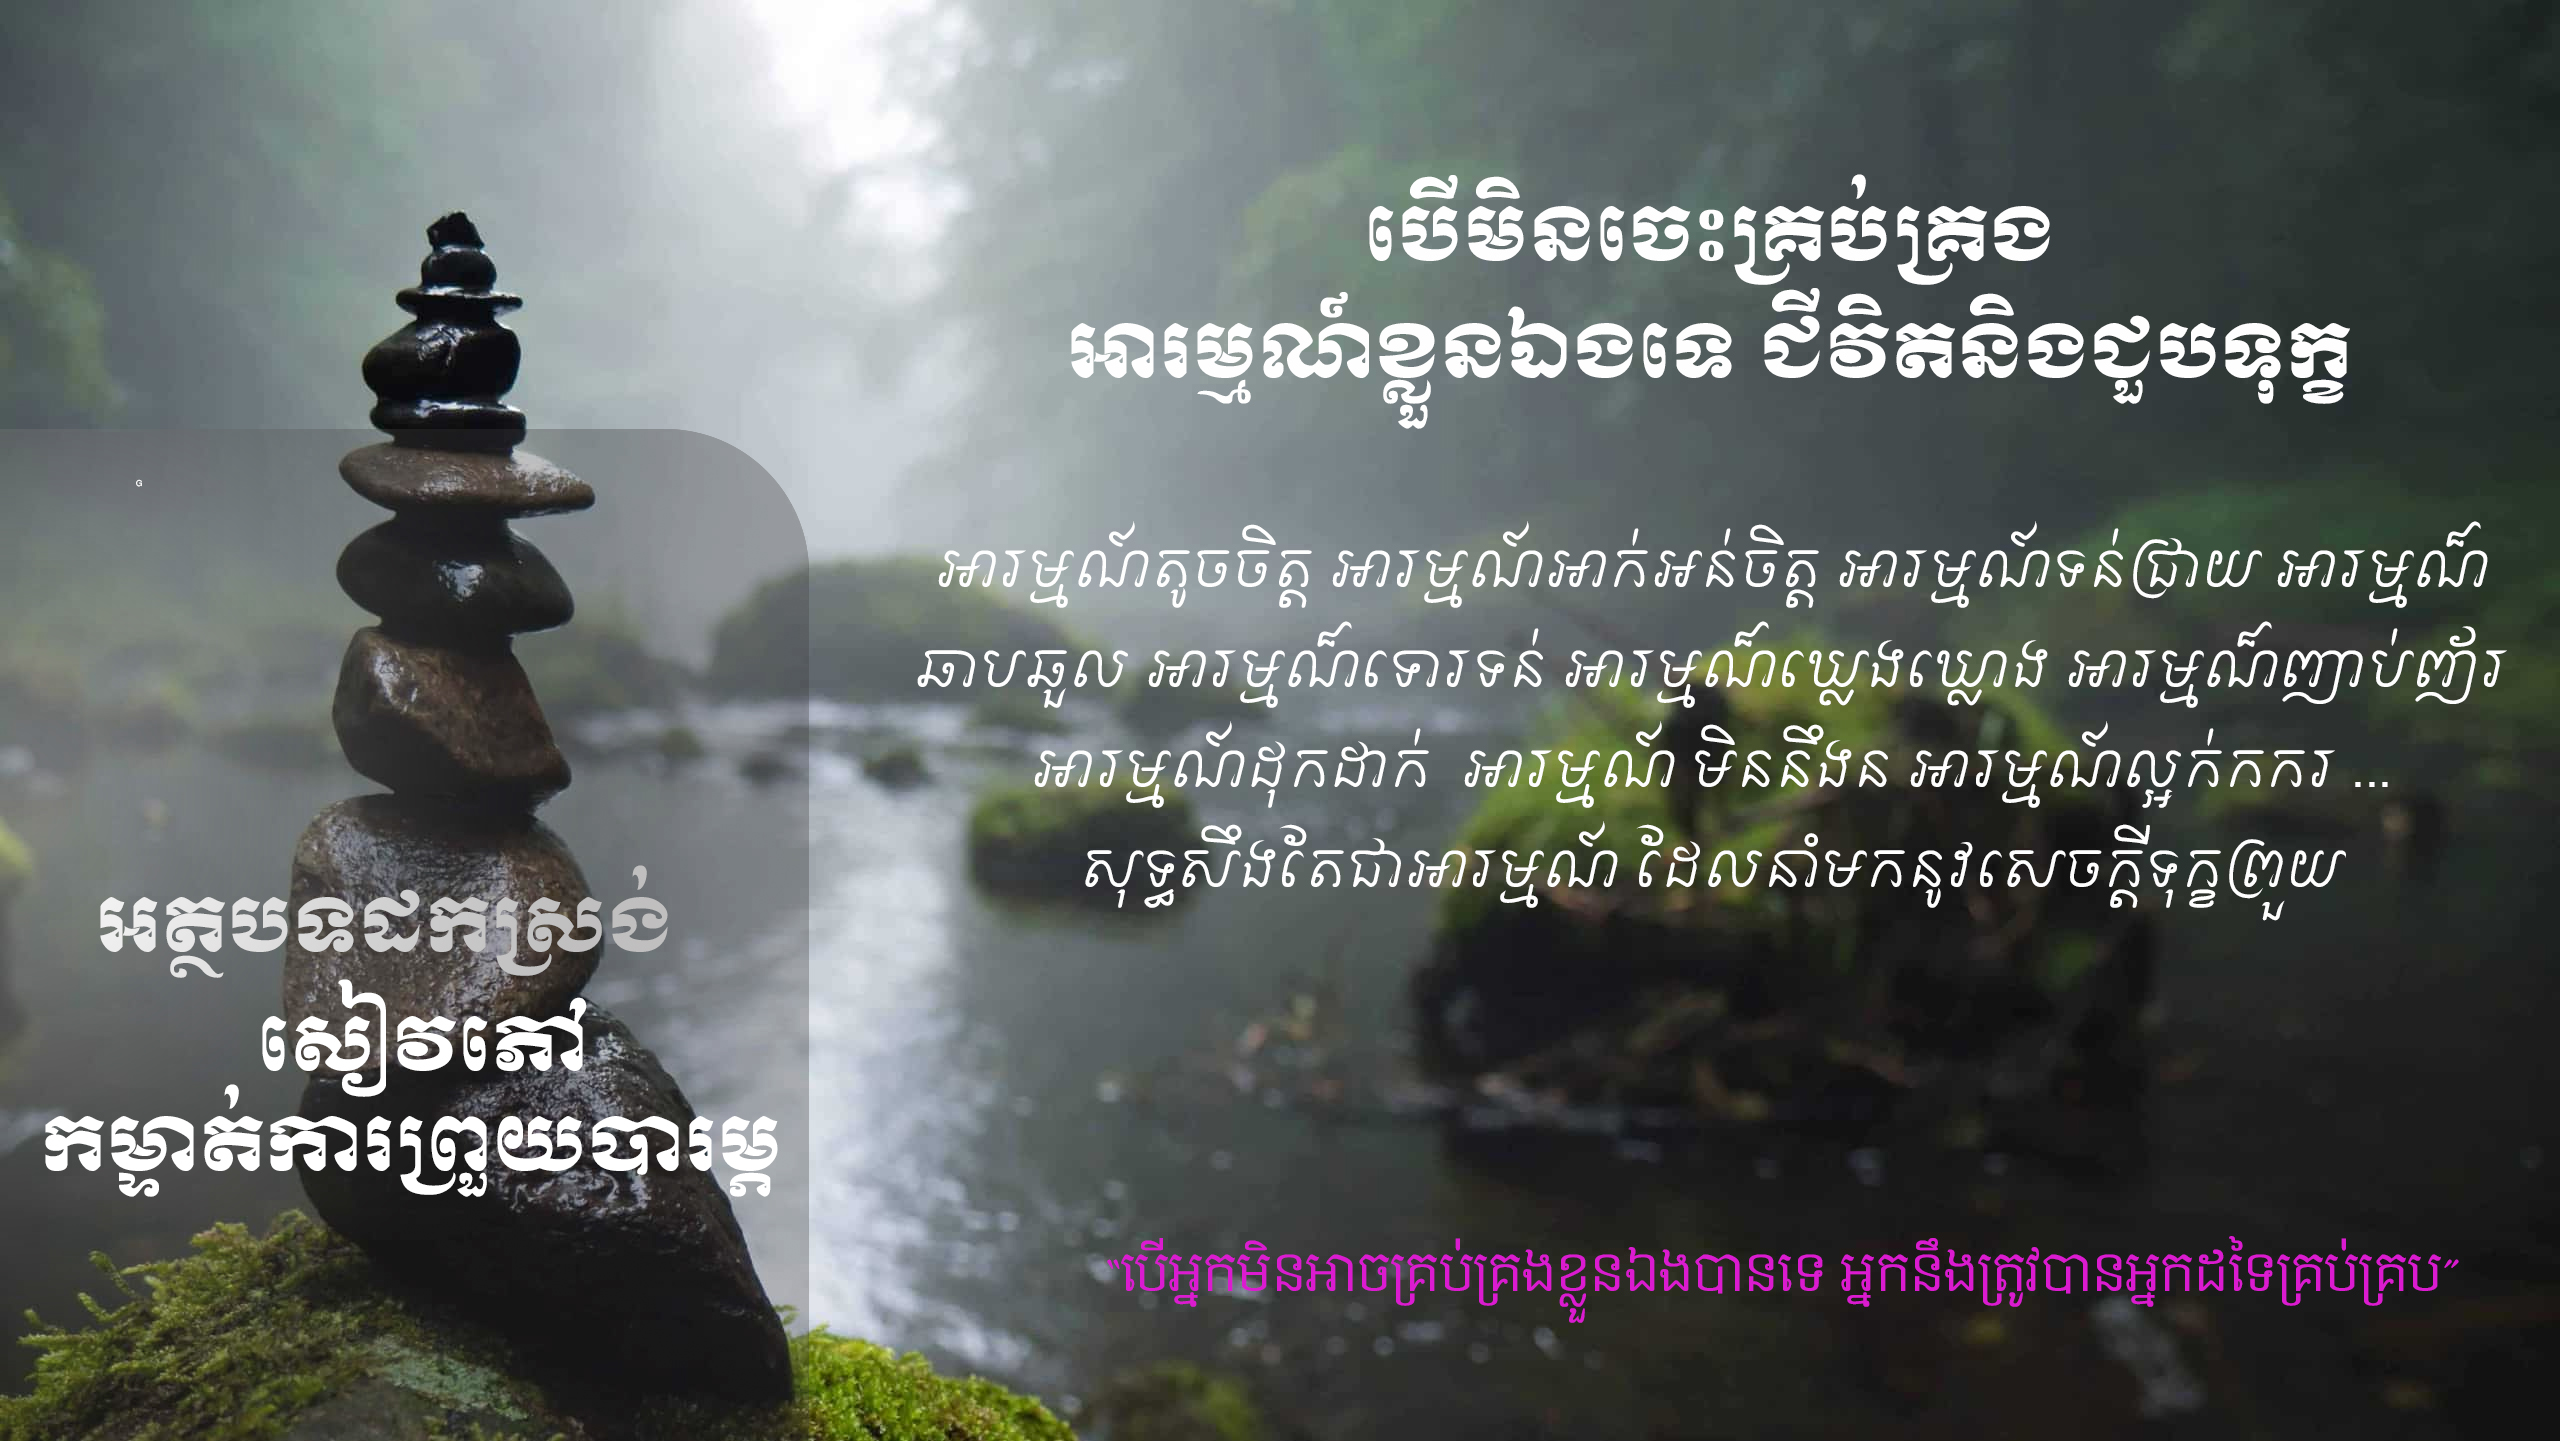 បើមិនចេះគ្រប់គ្រង
អារម្មណ៍ខ្លួនឯងទេ ជីវិតនិងជួបទុក្ខ
G
អារម្មណ៍តូចចិត្ត អារម្មណ៍អាក់អន់ចិត្ត អារម្មណ៍ទន់ជ្រាយ អារម្មណ៏
ឆាបឆួល អារម្មណ៏ទោរទន់ អារម្មណ៏ឃ្លេងឃ្លោង អារម្មណ៏ញាប់ញ័រ
អារម្មណ៍ដុកដាក់ អារម្មណ៍ មិននឹងន អារម្មណ៍ល្អក់កករ ...
សុទ្ធសឹងតែជាអារម្មណ៍ ដែលនាំមកនូវសេចក្តីទុក្ខព្រួយ
អត្ថបទដកស្រង់
សៀវភៅ
កម្ចាត់ការព្រួយបារម្ភ
“បើអ្នកមិនអាចគ្រប់គ្រងខ្លួនឯងបានទេ អ្នកនឹងត្រូវបានអ្នកដទៃគ្រប់គ្រប”